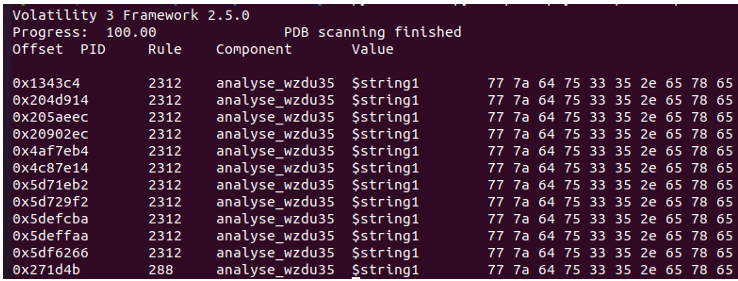 Volatility 3 Framework 2.5.0
Progress:  100.00               PDB scanning finished
Offset  PID     Rule    Component       Value

0x1343c4        2312    analyse_wzdu35  $string1        77 7a 64 75 33 35 2e 65 78 65
0x204d914       2312    analyse_wzdu35  $string1        77 7a 64 75 33 35 2e 65 78 65
0x205aeec       2312    analyse_wzdu35  $string1        77 7a 64 75 33 35 2e 65 78 65
0x20902ec       2312    analyse_wzdu35  $string1        77 7a 64 75 33 35 2e 65 78 65
0x4af7eb4       2312    analyse_wzdu35  $string1        77 7a 64 75 33 35 2e 65 78 65
0x4c87e14       2312    analyse_wzdu35  $string1        77 7a 64 75 33 35 2e 65 78 65
0x5d71eb2       2312    analyse_wzdu35  $string1        77 7a 64 75 33 35 2e 65 78 65
0x5d729f2       2312    analyse_wzdu35  $string1        77 7a 64 75 33 35 2e 65 78 65
0x5defcba       2312    analyse_wzdu35  $string1        77 7a 64 75 33 35 2e 65 78 65
0x5deffaa       2312    analyse_wzdu35  $string1        77 7a 64 75 33 35 2e 65 78 65
0x5df6266       2312    analyse_wzdu35  $string1        77 7a 64 75 33 35 2e 65 78 65
0x271d4b        288     analyse_wzdu35  $string1        77 7a 64 75 33 35 2e 65 78 65